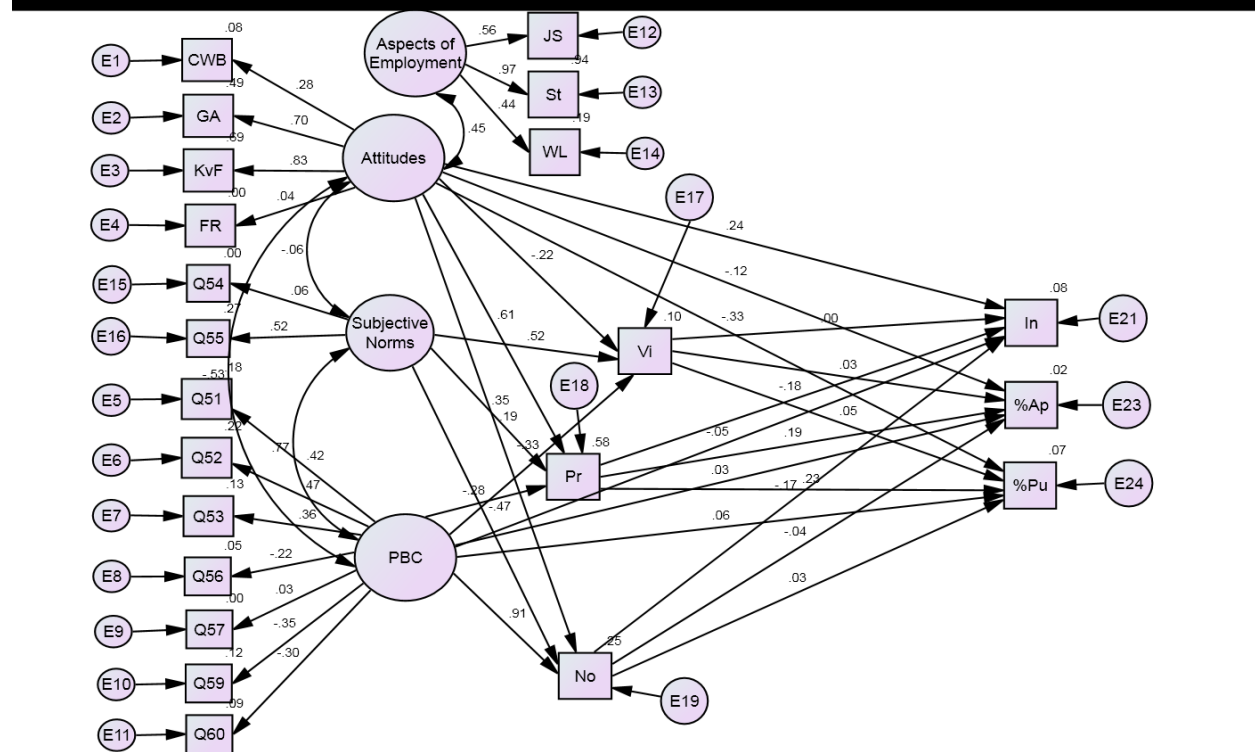 .08
E1
CWB
.28
.49
E2
GA
.70
.69
E3
KvF
.83
.00
E4
FR
.04
.00
E15
Q54
.06
.27
E16
Q55
.52
-.53
.18
E5
Q51
.77
.22
E6
Q52
.42
.13
E7
Q53
.36
.47
.05
E8
Q56
-.22
.00
E9
Q57
.03
.12
E10
Q59
-.35
.09
E11
Q60
-.30
Aspects of
Employment
.56
JS
E12
.94
.97
St
E13
.19
.44
WL
E14
.45
Attitudes
-.06
Subjective
Norms
PBC
E17
.10
Vi
-.22
.52
.61
E18
.58
Pr
.35
.19
-.33
-.28
-.47
.91
.25
No
E19
.24
-.12
-.33
.00
.03
.05
-.18
-.05
.19
.03
-.17
.23
.06
-.04
.03
.08
In
E21
.02
%Ap
E23
.07
%Pu
E24